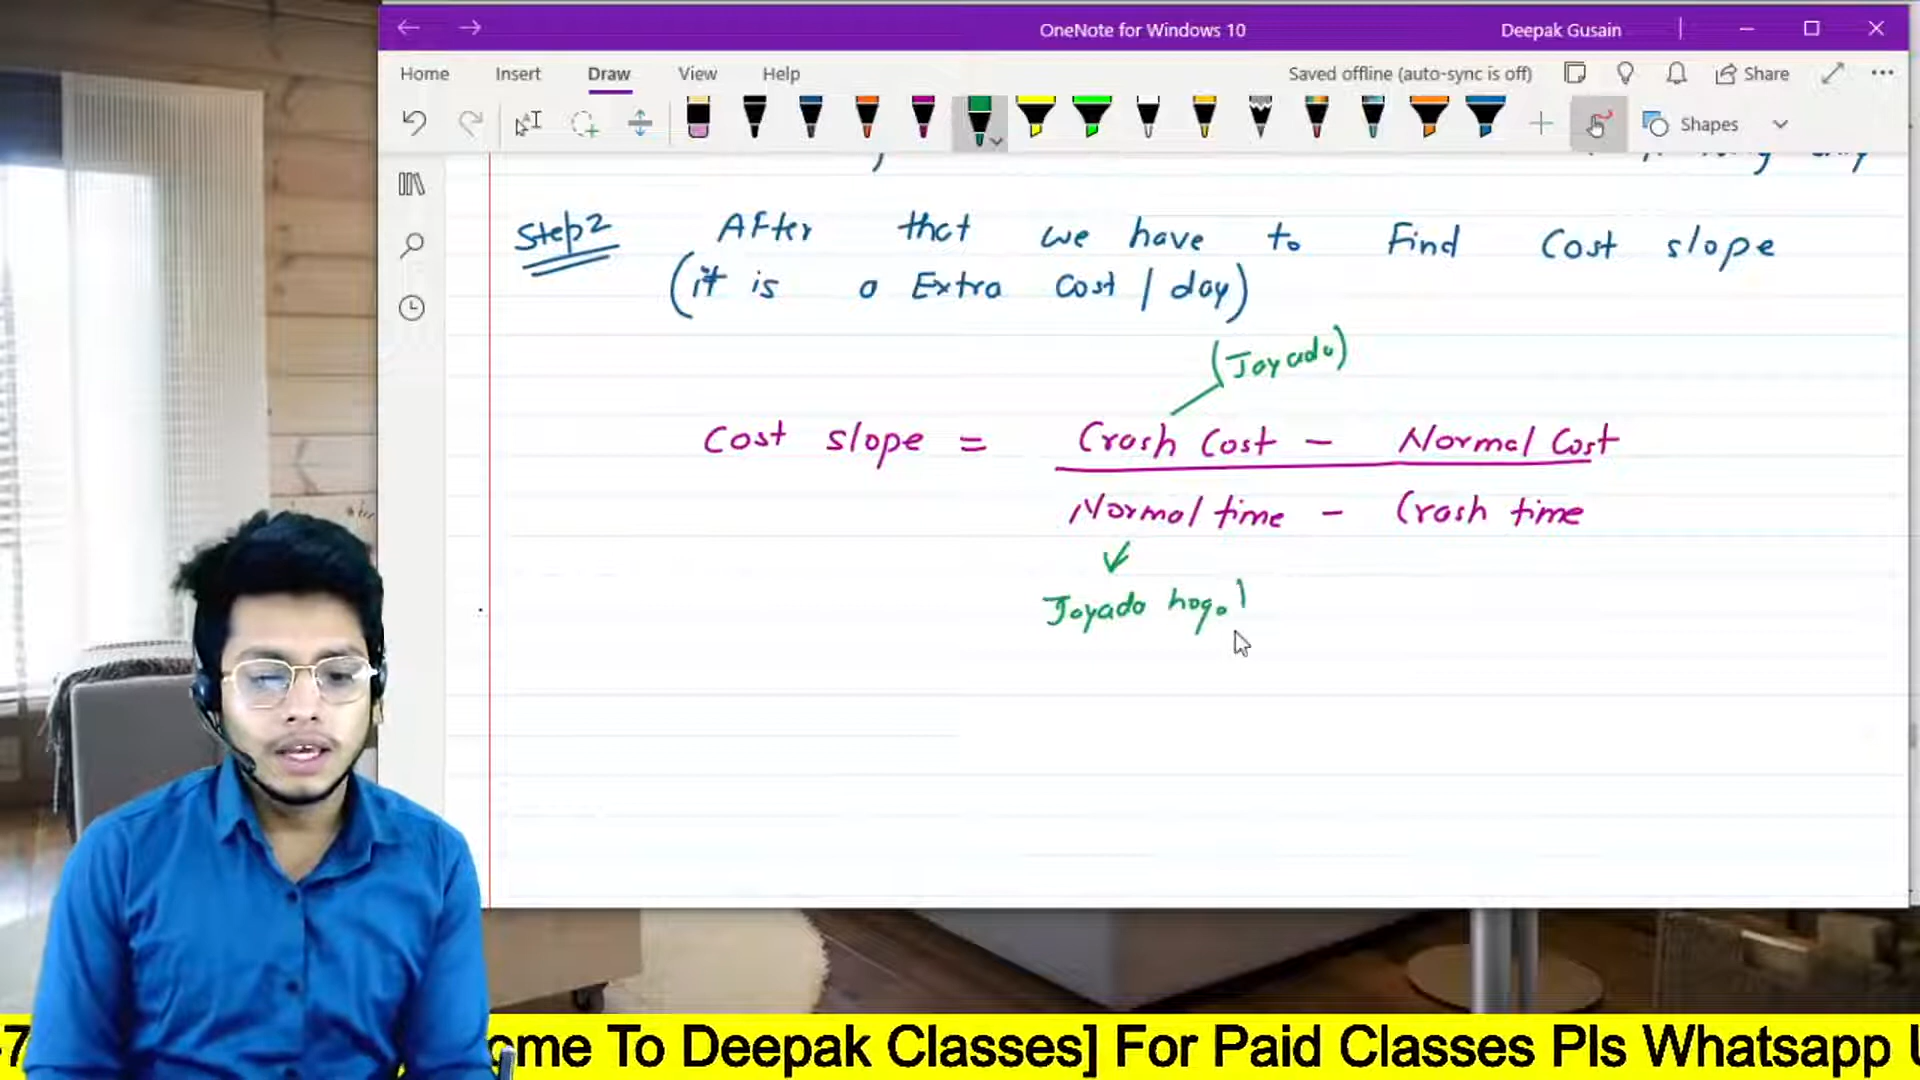 OneNote for Windows 10
Deepak Gusain
Home Insert Draw View Help
Saved offline (auto-sync is off) Share
Shapes
Step2 After that we have to Find Cost slope
(it is a Extra Cost / day)
(Jayada)
Cost slope = Crash Cost - Normal Cost
Normal time - Crash time
Jayada hoga
-7
ome To Deepak Classes] For Paid Classes Pls Whatsapp U